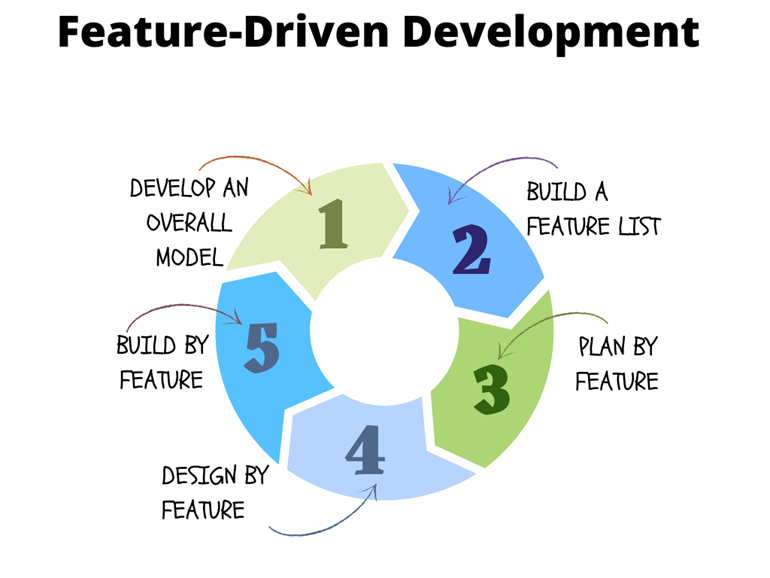 Feature-Driven Development
1
DEVELOP AN
OVERALL
MODEL
2
BUILD A
FEATURE LIST
3
PLAN BY
FEATURE
4
DESIGN BY
FEATURE
5
BUILD BY
FEATURE